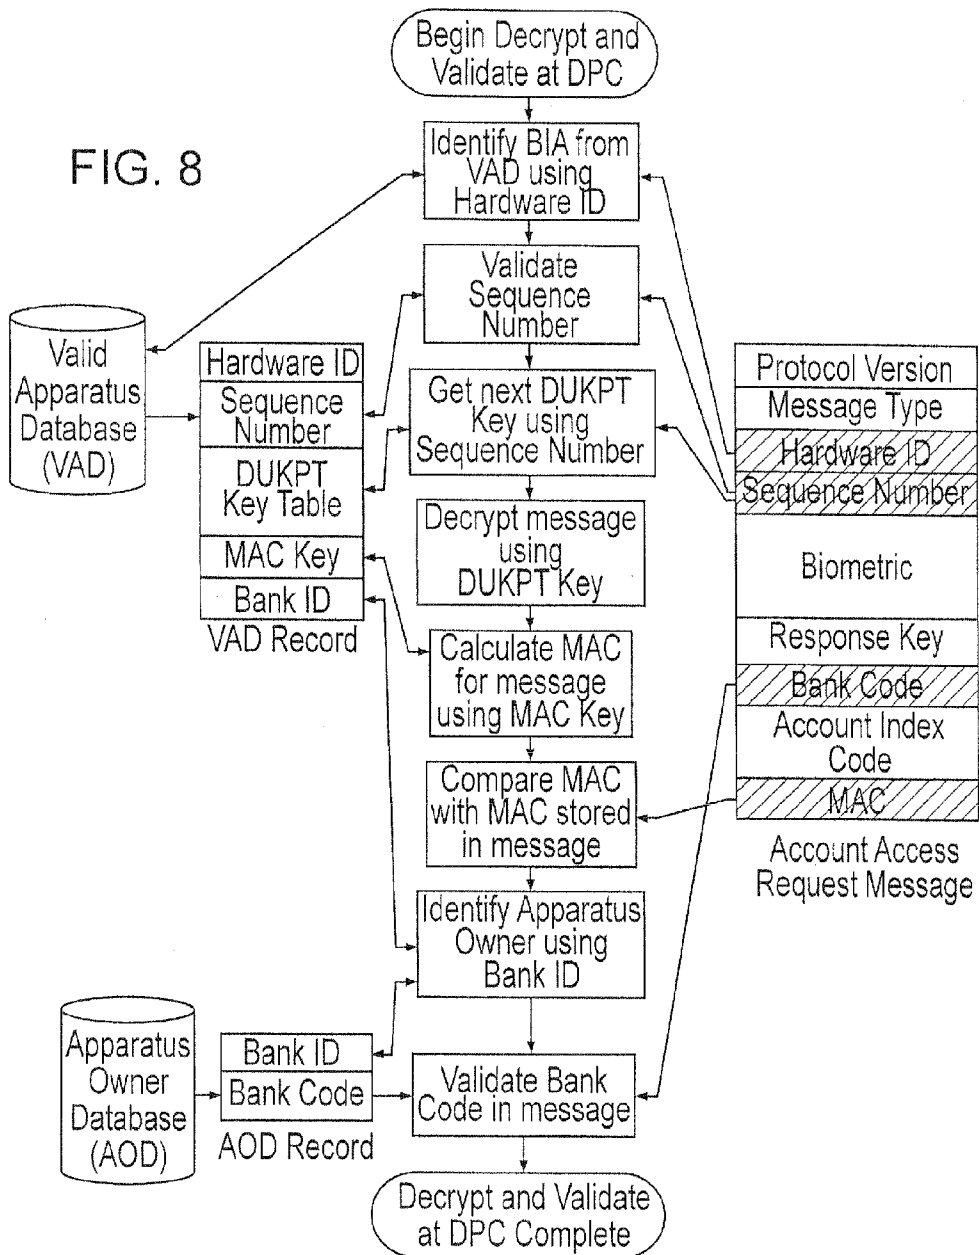 FIG. 8
Begin Decrypt and
Validate at DPC
Identify BIA from
VAD using
Hardware ID
Validate
Sequence
Number
Get next DUKPT
Key using
Sequence Number
Decrypt message
using
DUKPT Key
Calculate MAC
for message
using MAC Key
Compare MAC
with MAC stored
in message
Identify Apparatus
Owner using
Bank ID
Validate Bank
Code in message
Decrypt and Validate
at DPC Complete
Valid
Apparatus
Database
(VAD)
Hardware ID
Sequence
Number
DUKPT
Key Table
MAC Key
Bank ID
VAD Record
Apparatus
Owner
Database
(AOD)
Bank ID
Bank Code
AOD Record
Protocol Version
Message Type
Hardware ID
Sequence Number
Biometric
Response Key
Bank Code
Account Index
Code
MAC
Account Access
Request Message